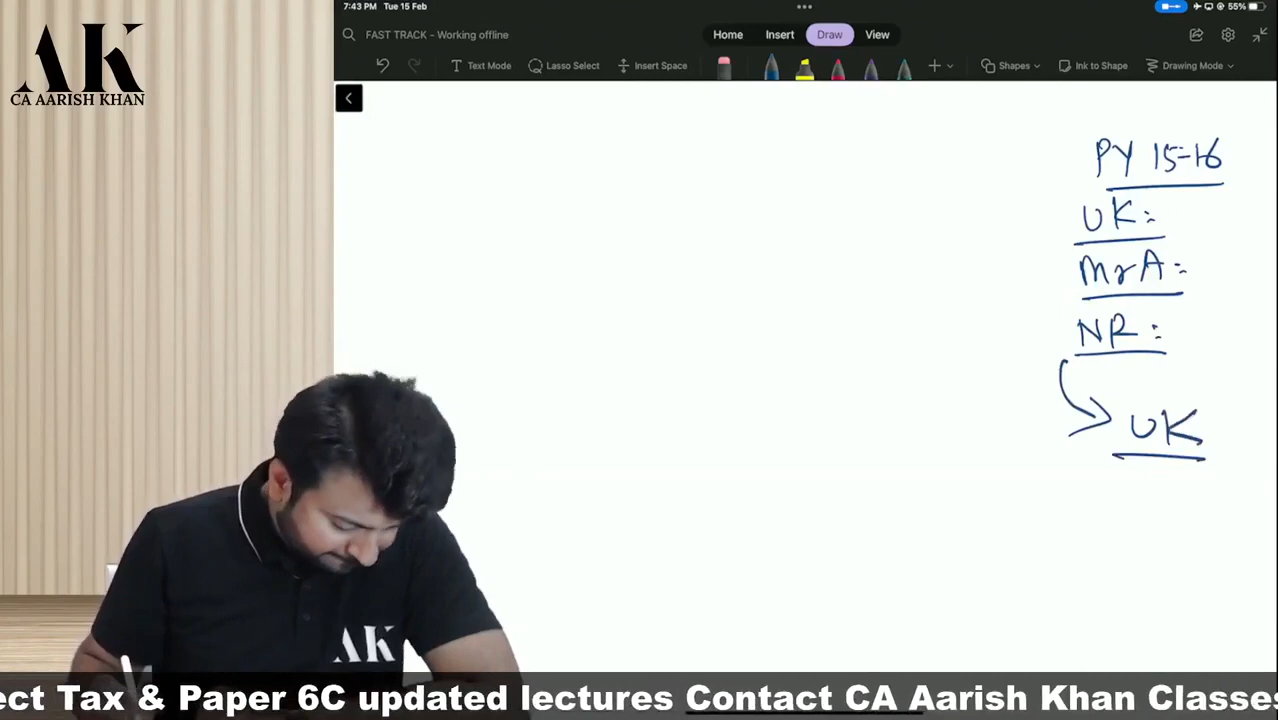 7:43 PM Tue 15 Feb
55%
AK
CA AARISH KHAN
FAST TRACK - Working offline
Home Insert Draw View
Text Mode Lasso Select Insert Space Shapes Ink to Shape Drawing Mode
PY 15-16
UK:
Mr A:
NR:
UK
AK
ect Tax & Paper 6C updated lectures Contact CA Aarish Khan Classes